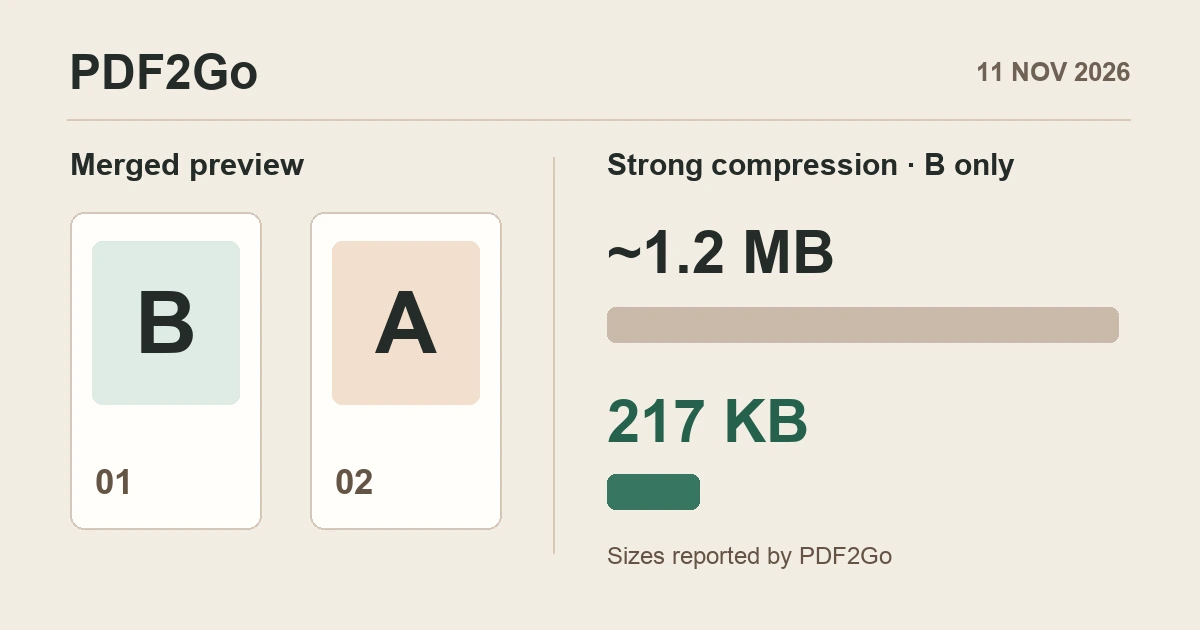 PDF2Go
11 NOV 2026
Merged preview
B
01
A
02
Strong compression · B only
~1.2 MB
217 KB
Sizes reported by PDF2Go